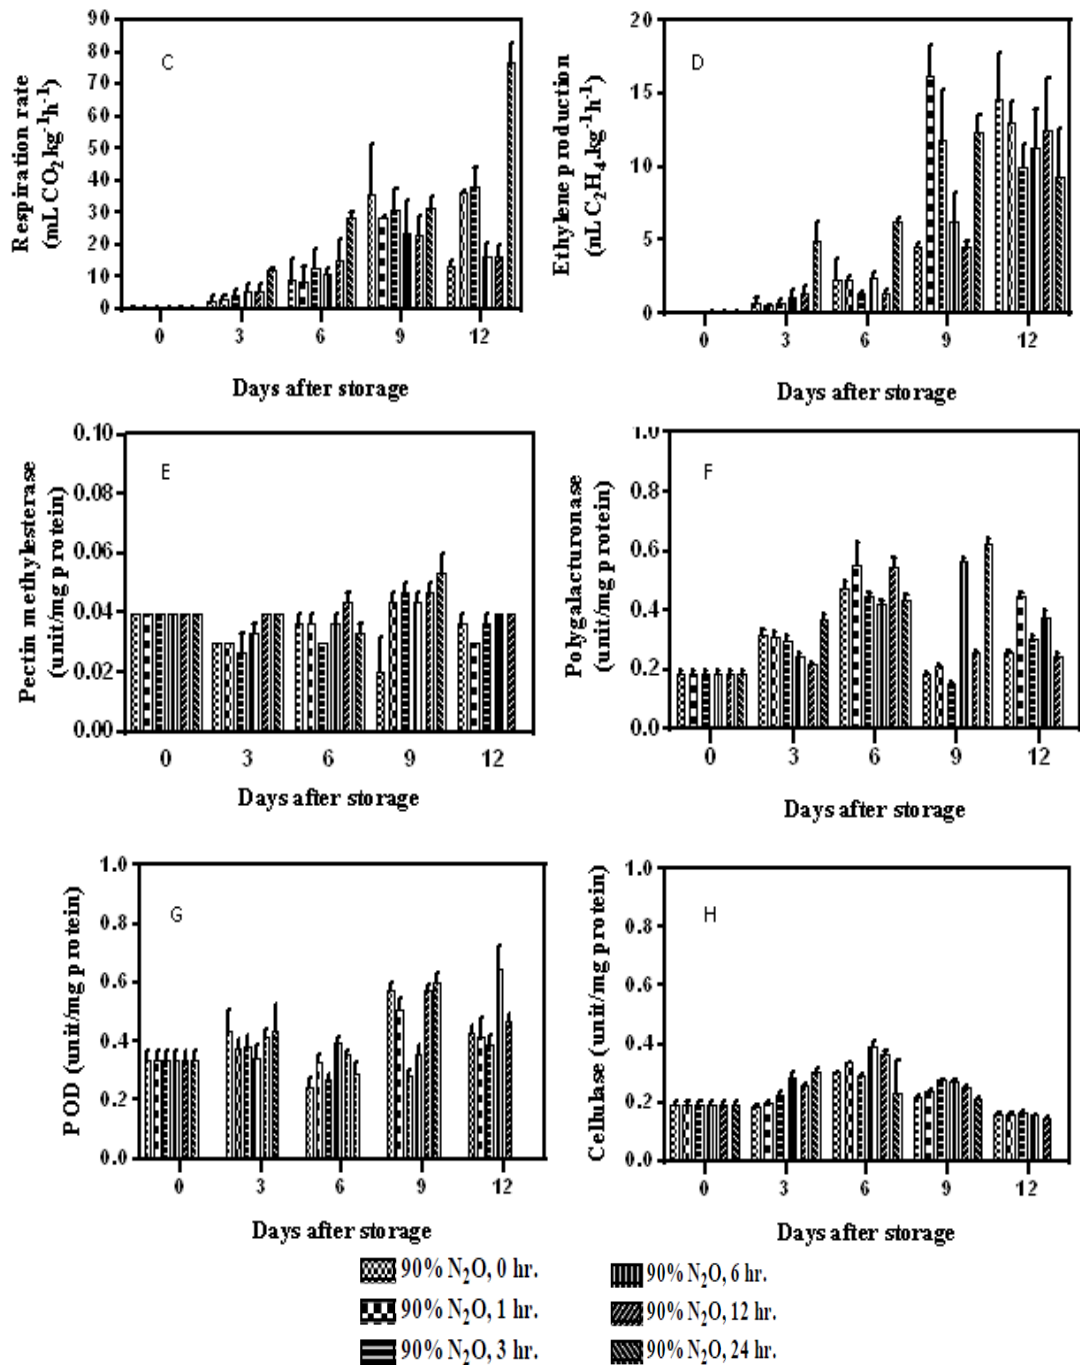 C
Respiration rate
(mL CO₂ kg⁻¹h⁻¹)
90
80
70
60
50
40
30
20
10
0
0 3 6 9 12
Days after storage
D
Ethylene production
(nL C₂H₄.kg⁻¹h⁻¹)
20
15
10
5
0
0 3 6 9 12
Days after storage
E
Pectin methylesterase
(unit/mg protein)
0.10
0.08
0.06
0.04
0.02
0.00
0 3 6 9 12
Days after storage
F
Polygalacturonase
(unit/mg protein)
1.0
0.8
0.6
0.4
0.2
0.0
0 3 6 9 12
Days after storage
G
POD (unit/mg protein)
1.0
0.8
0.6
0.4
0.2
0.0
0 3 6 9 12
Days after storage
H
Cellulase (unit/mg protein)
1.0
0.8
0.6
0.4
0.2
0.0
0 3 6 9 12
Days after storage
90% N₂O, 0 hr.
90% N₂O, 1 hr.
90% N₂O, 3 hr.
90% N₂O, 6 hr.
90% N₂O, 12 hr.
90% N₂O, 24 hr.